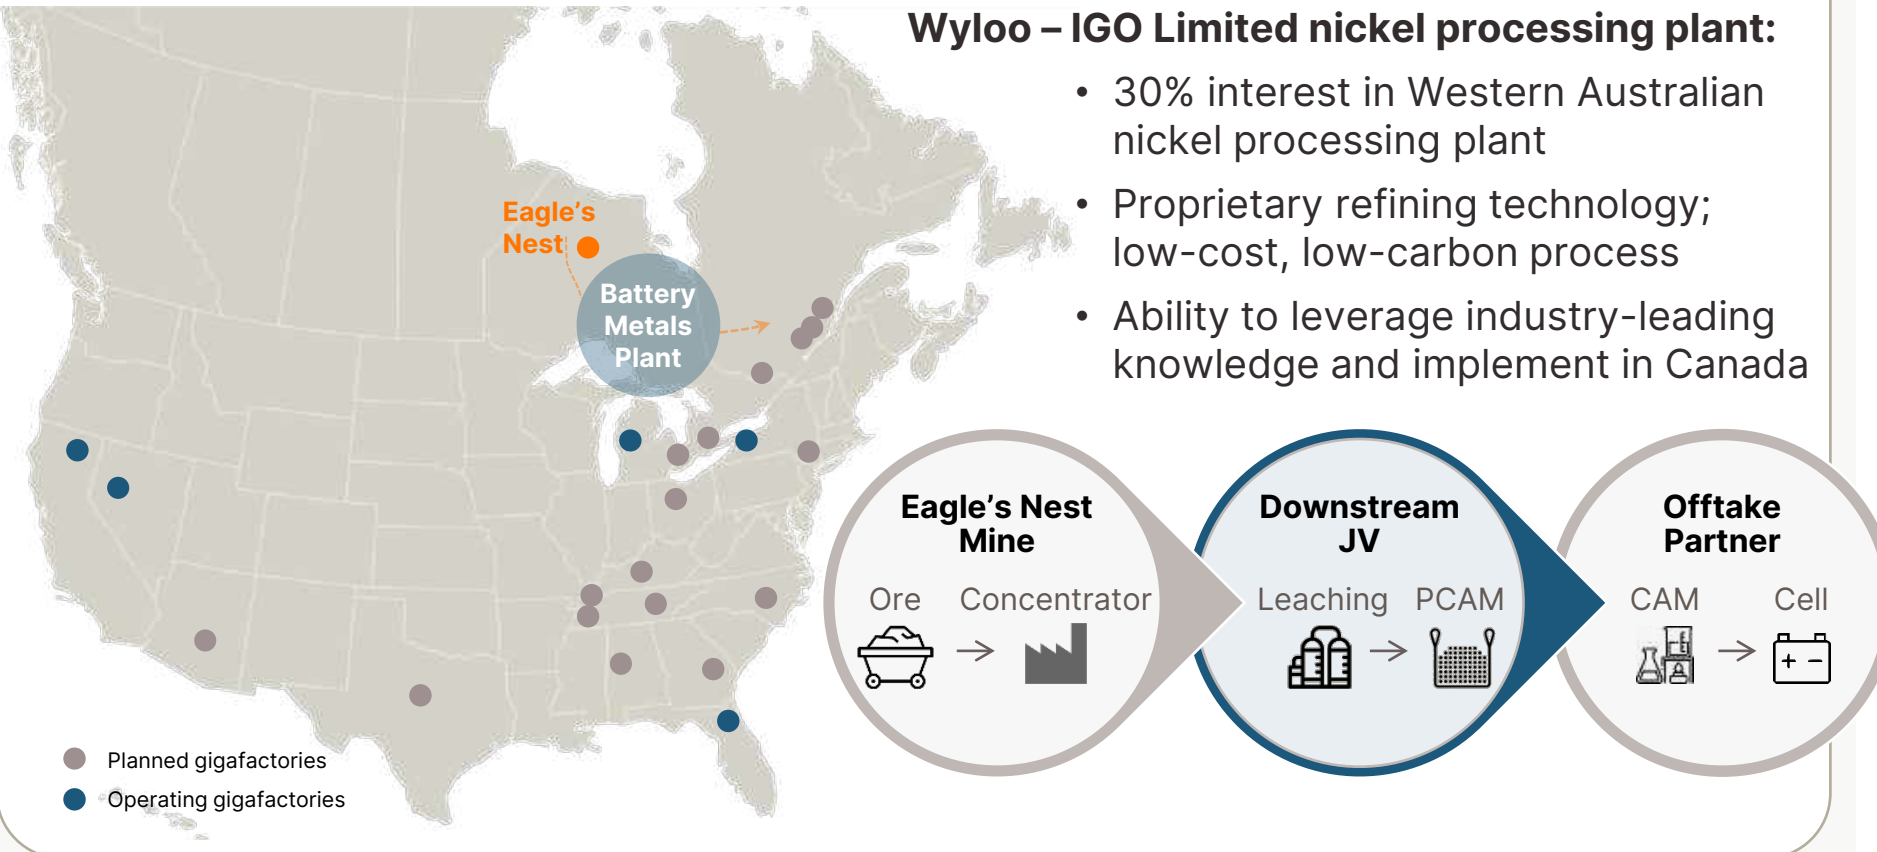 Wyloo – IGO Limited nickel processing plant:
• 30% interest in Western Australian
nickel processing plant
• Proprietary refining technology;
low-cost, low-carbon process
• Ability to leverage industry-leading
knowledge and implement in Canada
Eagle's
Nest
Battery
Metals
Plant
Planned gigafactories
Operating gigafactories
Eagle's Nest
Mine
Ore
Concentrator
Downstream
JV
Leaching
PCAM
Offtake
Partner
CAM
Cell